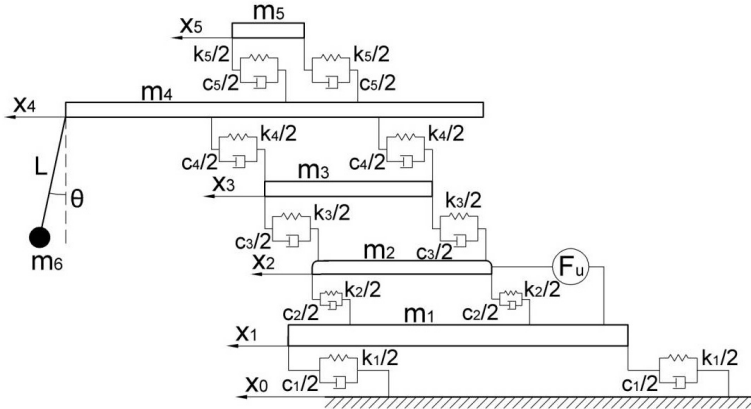 m₅
x₅
k₅/2
k₅/2
c₅/2
c₅/2
m₄
x₄
k₄/2
k₄/2
c₄/2
c₄/2
L
θ
m₆
m₃
x₃
k₃/2
k₃/2
c₃/2
c₃/2
m₂
x₂
Fᵤ
k₂/2
k₂/2
c₂/2
c₂/2
m₁
x₁
k₁/2
k₁/2
c₁/2
c₁/2
x₀